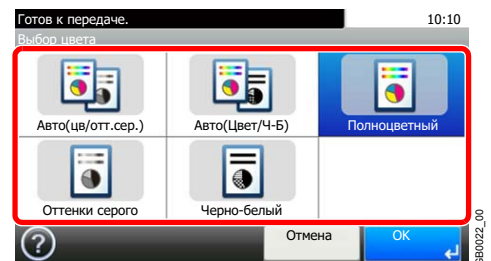 Готов к передаче. 10:10
Выбор цвета
Авто(цв/отт.сер.) Авто(Цвет/Ч-Б) Полноцветный
Оттенки серого Черно-белый
? Отмена OK
GB0022_00